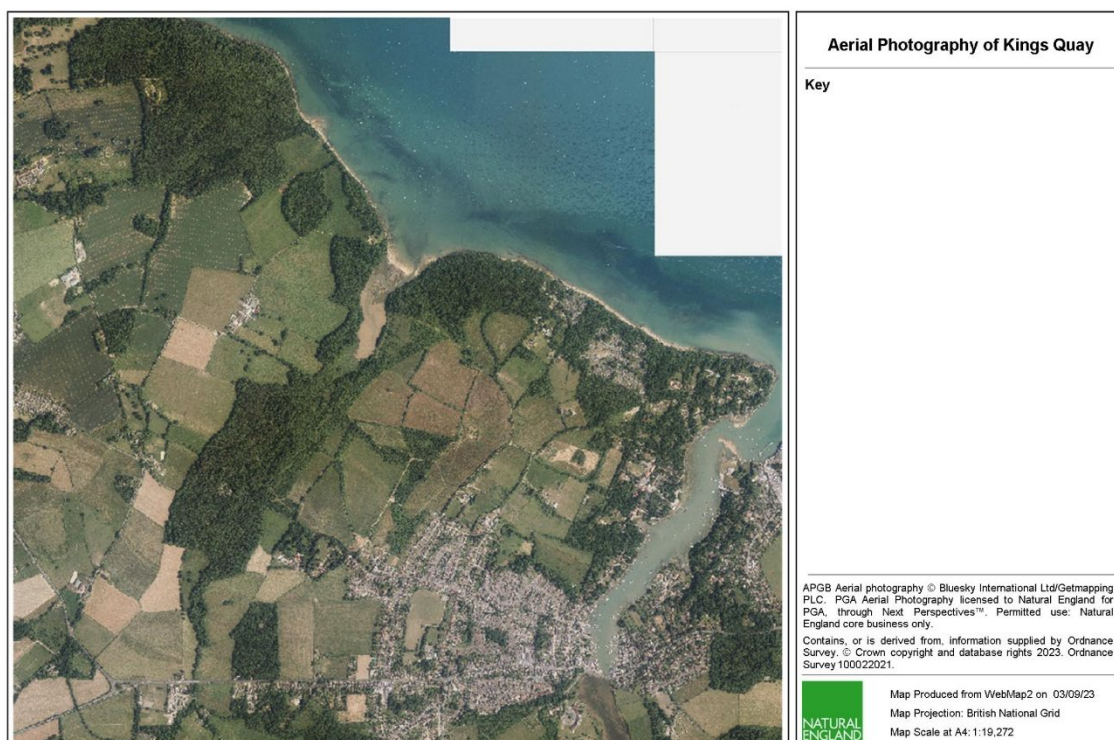 Aerial Photography of Kings Quay
Key
APGB Aerial photography © Bluesky International Ltd/Getmapping
PLC. PGA Aerial Photography licensed to Natural England for
PGA, through Next Perspectives™. Permitted use: Natural
England core business only.
Contains, or is derived from, information supplied by Ordnance
Survey. © Crown copyright and database rights 2023. Ordnance
Survey 100022021.
NATURAL
ENGLAND
Map Produced from WebMap2 on 03/09/23
Map Projection: British National Grid
Map Scale at A4: 1:19,272